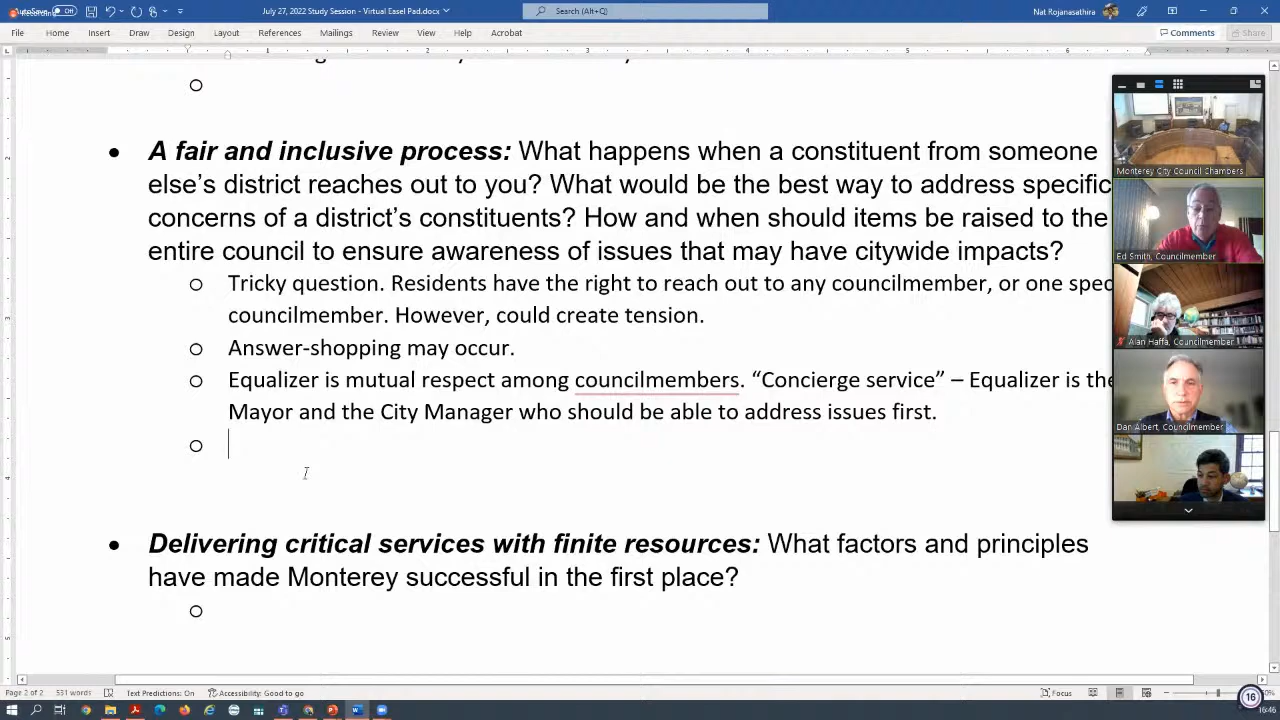 AutoSave Off
July 27, 2022 Study Session - Virtual Easel Pad.docx
Search (Alt+Q)
Nat Rojanasathira
File Home Insert Draw Design Layout References Mailings Review View Help Acrobat
Comments Share
A fair and inclusive process: What happens when a constituent from someone
else's district reaches out to you? What would be the best way to address specific
concerns of a district's constituents? How and when should items be raised to the
entire council to ensure awareness of issues that may have citywide impacts?
Tricky question. Residents have the right to reach out to any councilmember, or one spec
councilmember. However, could create tension.
Answer-shopping may occur.
Equalizer is mutual respect among councilmembers. “Concierge service” – Equalizer is the
Mayor and the City Manager who should be able to address issues first.
Delivering critical services with finite resources: What factors and principles
have made Monterey successful in the first place?
Monterey City Council Chambers
Ed Smith, Councilmember
Alan Haffa, Councilmember
Dan Albert, Councilmember
Page 2 of 2 531 words Text Predictions: On Accessibility: Good to go
Focus
16
16:46